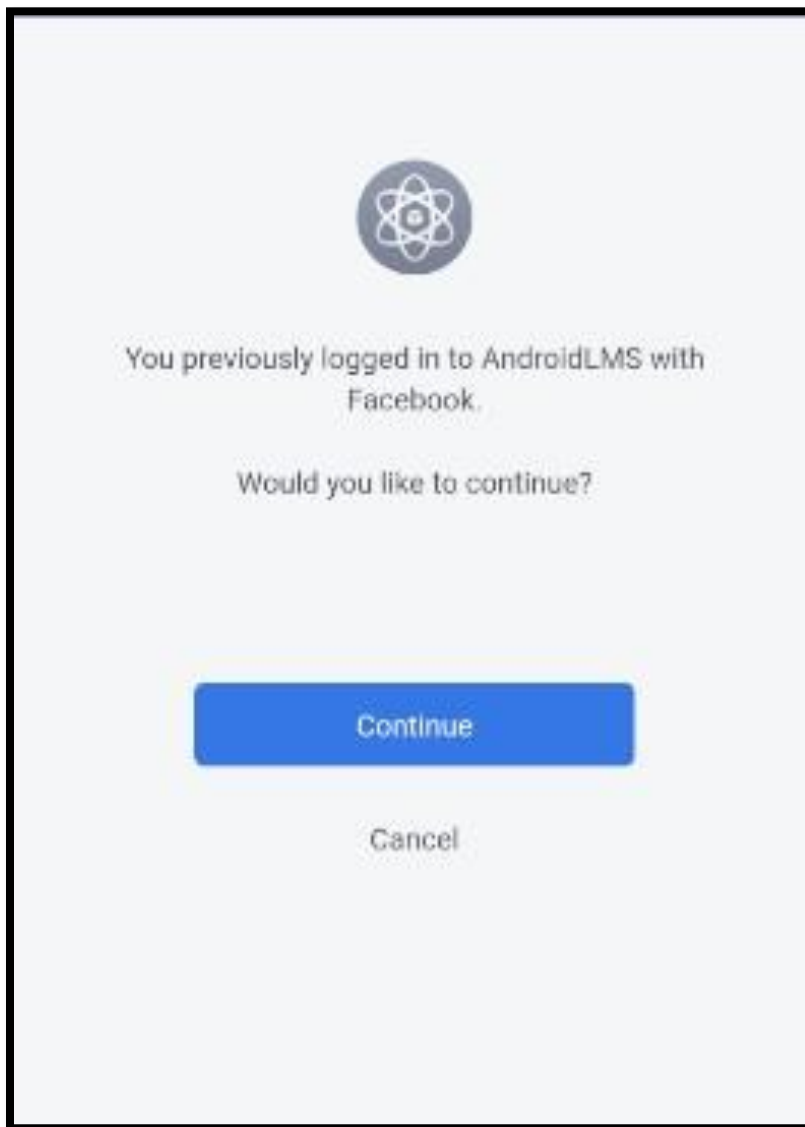 You previously logged in to AndroidLMS with
Facebook.
Would you like to continue?
Continue
Cancel